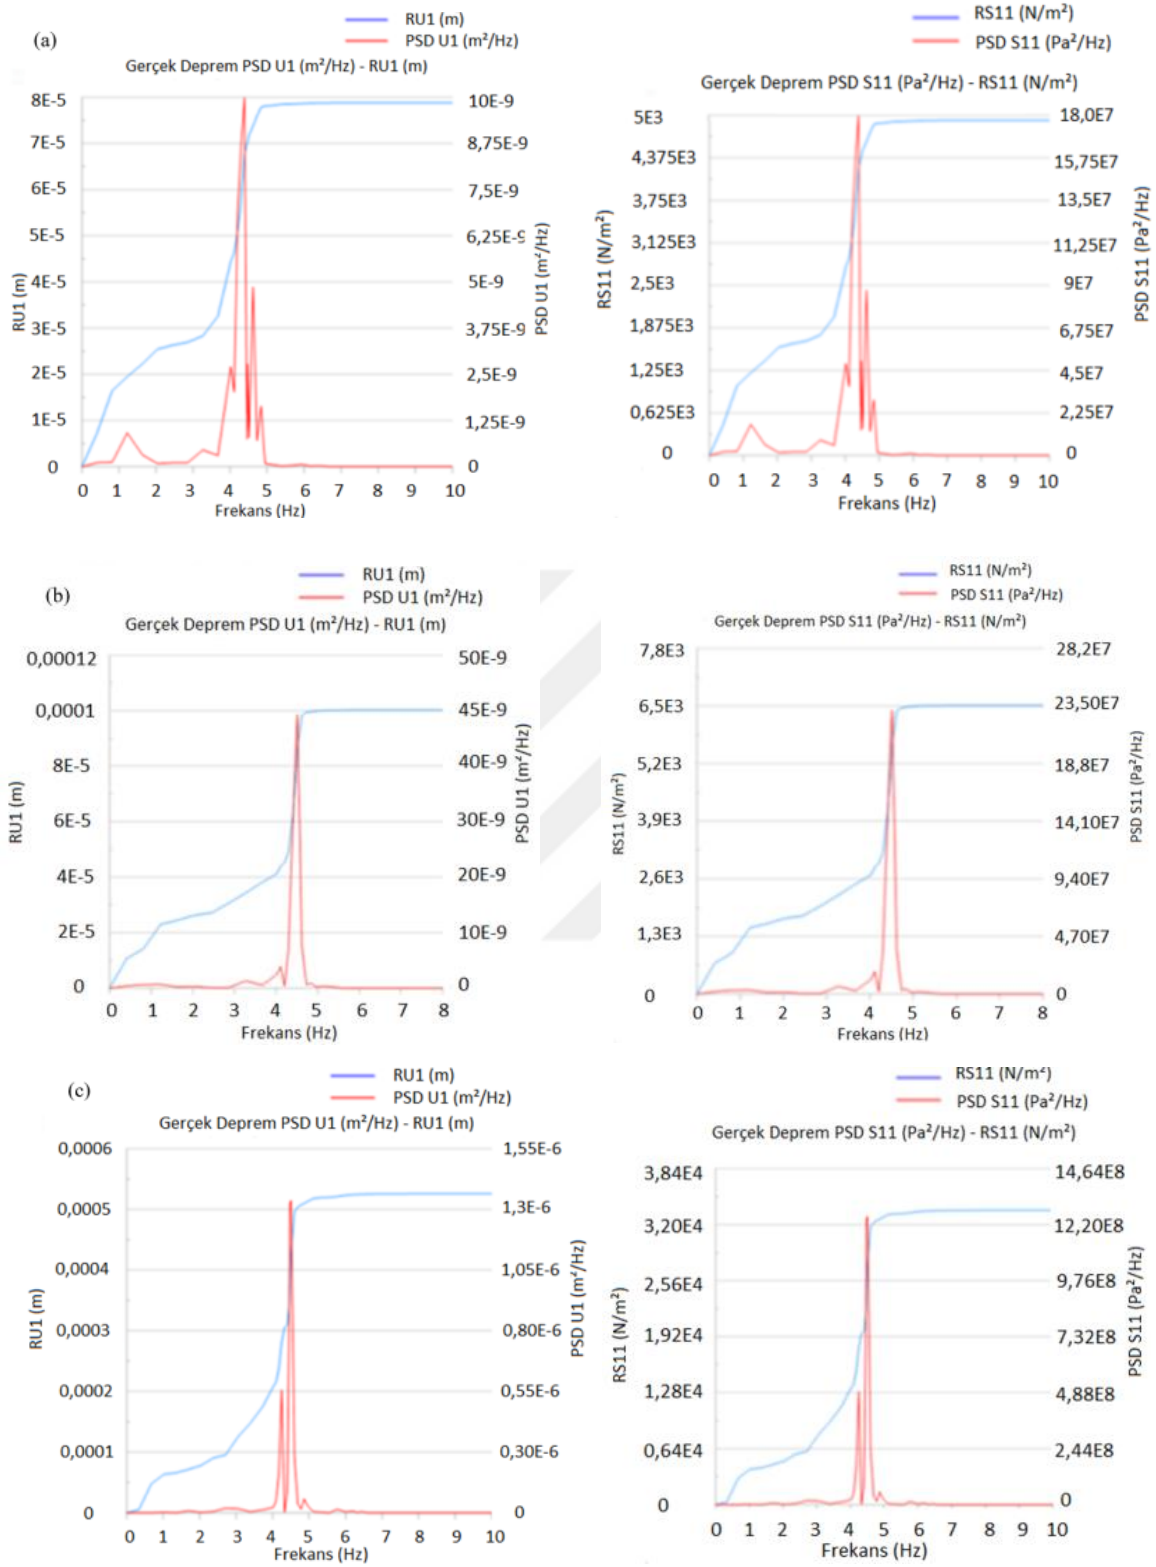 (a)
RU1 (m)
PSD U1 (m²/Hz)
Gerçek Deprem PSD U1 (m²/Hz) - RU1 (m)
8E-5
7E-5
6E-5
5E-5
4E-5
3E-5
2E-5
1E-5
0
RU1 (m)
10E-9
8,75E-9
7,5E-9
6,25E-9
5E-9
3,75E-9
2,5E-9
1,25E-9
0
PSD U1 (m²/Hz)
0 1 2 3 4 5 6 7 8 9 10
Frekans (Hz)
RS11 (N/m²)
PSD S11 (Pa²/Hz)
Gerçek Deprem PSD S11 (Pa²/Hz) - RS11 (N/m²)
5E3
4,375E3
3,75E3
3,125E3
2,5E3
1,875E3
1,25E3
0,625E3
0
RS11 (N/m²)
18,0E7
15,75E7
13,5E7
11,25E7
9E7
6,75E7
4,5E7
2,25E7
0
PSD S11 (Pa²/Hz)
0 1 2 3 4 5 6 7 8 9 10
Frekans (Hz)
(b)
RU1 (m)
PSD U1 (m²/Hz)
Gerçek Deprem PSD U1 (m²/Hz) - RU1 (m)
0,00012
0,0001
8E-5
6E-5
4E-5
2E-5
0
RU1 (m)
50E-9
45E-9
40E-9
30E-9
20E-9
10E-9
0
PSD U1 (m²/Hz)
0 1 2 3 4 5 6 7 8
Frekans (Hz)
RS11 (N/m²)
PSD S11 (Pa²/Hz)
Gerçek Deprem PSD S11 (Pa²/Hz) - RS11 (N/m²)
7,8E3
6,5E3
5,2E3
3,9E3
2,6E3
1,3E3
0
RS11 (N/m²)
28,2E7
23,50E7
18,8E7
14,10E7
9,40E7
4,70E7
0
PSD S11 (Pa²/Hz)
0 1 2 3 4 5 6 7 8
Frekans (Hz)
(c)
RU1 (m)
PSD U1 (m²/Hz)
Gerçek Deprem PSD U1 (m²/Hz) - RU1 (m)
0,0006
0,0005
0,0004
0,0003
0,0002
0,0001
0
RU1 (m)
1,55E-6
1,3E-6
1,05E-6
0,80E-6
0,55E-6
0,30E-6
0
PSD U1 (m²/Hz)
0 1 2 3 4 5 6 7 8 9 10
Frekans (Hz)
RS11 (N/m²)
PSD S11 (Pa²/Hz)
Gerçek Deprem PSD S11 (Pa²/Hz) - RS11 (N/m²)
3,84E4
3,20E4
2,56E4
1,92E4
1,28E4
0,64E4
0
RS11 (N/m²)
14,64E8
12,20E8
9,76E8
7,32E8
4,88E8
2,44E8
0
PSD S11 (Pa²/Hz)
0 1 2 3 4 5 6 7 8 9 10
Frekans (Hz)